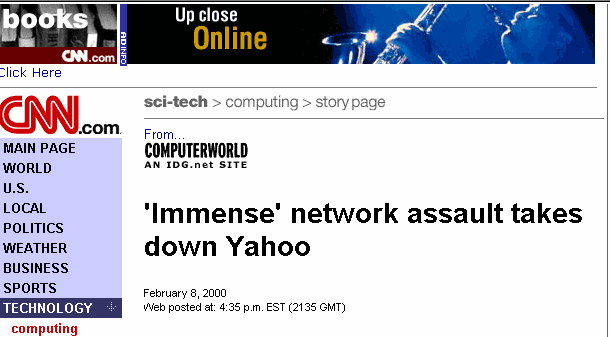 books
CNN.com
AD INFO
Up close
Online
Click Here
CNN.com
sci-tech > computing > story page
From...
COMPUTERWORLD
AN IDG.net SITE
MAIN PAGE
WORLD
U.S.
LOCAL
POLITICS
WEATHER
BUSINESS
SPORTS
TECHNOLOGY
computing
'Immense' network assault takes
down Yahoo
February 8, 2000
Web posted at: 4:35 p.m. EST (2135 GMT)